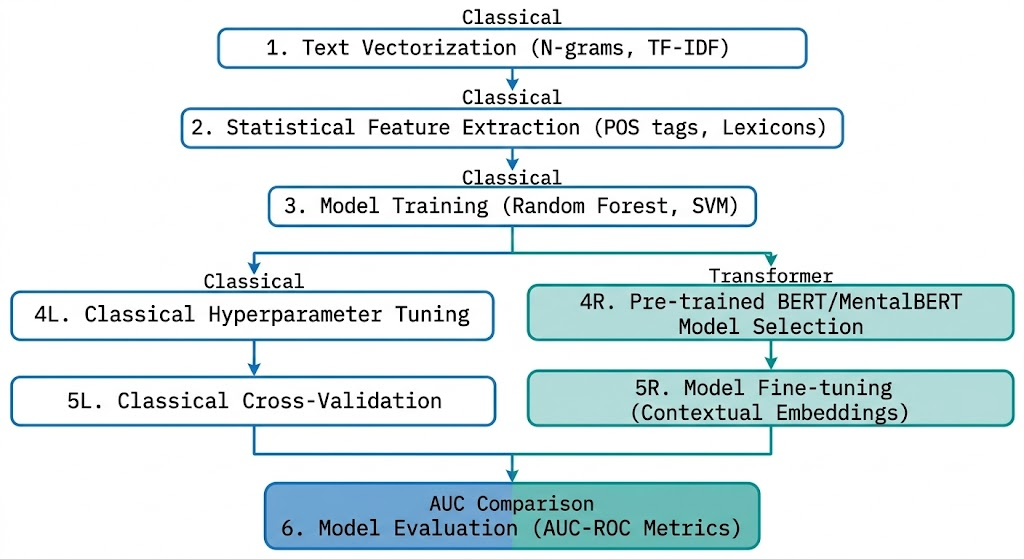 Classical
1. Text Vectorization (N-grams, TF-IDF)
Classical
2. Statistical Feature Extraction (POS tags, Lexicons)
Classical
3. Model Training (Random Forest, SVM)
Classical
4L. Classical Hyperparameter Tuning
5L. Classical Cross-Validation
Transformer
4R. Pre-trained BERT/MentalBERT
Model Selection
5R. Model Fine-tuning
(Contextual Embeddings)
AUC Comparison
6. Model Evaluation (AUC-ROC Metrics)